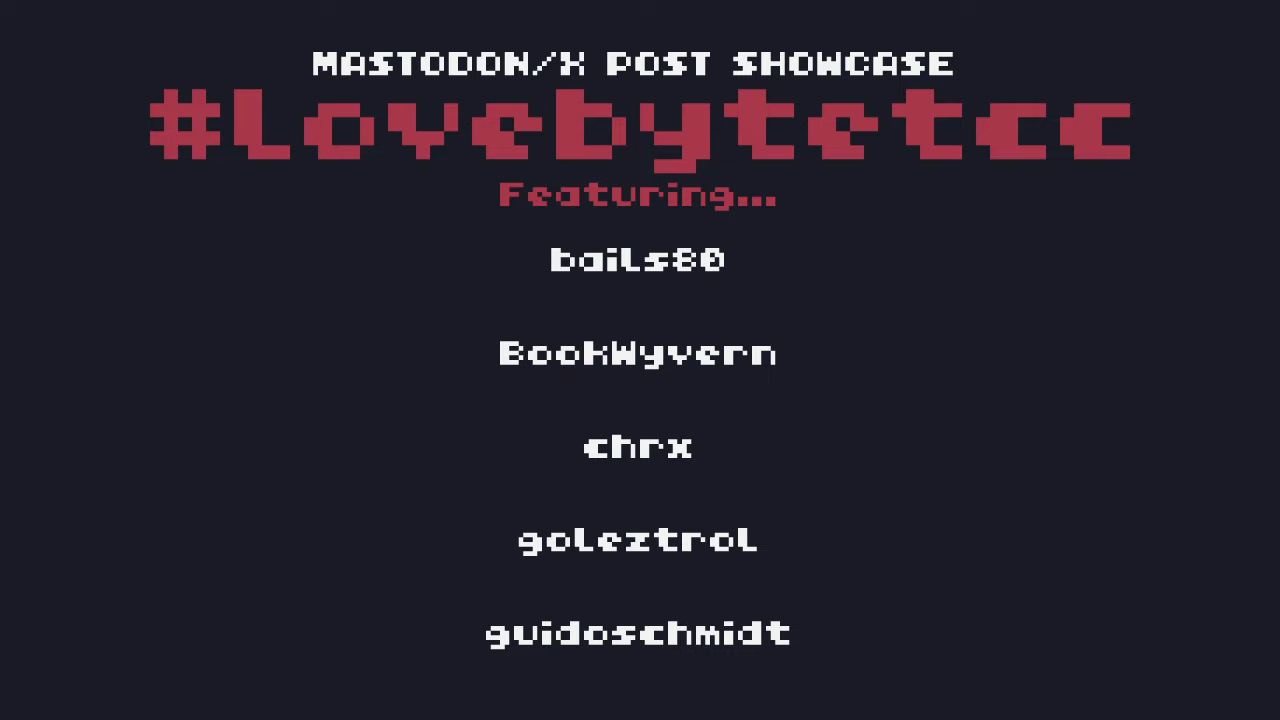 MASTODON/X POST SHOWCASE
#lovebytetcc
Featuring...
bails80
BookWyvern
chrx
goleztrol
guidoschmidt